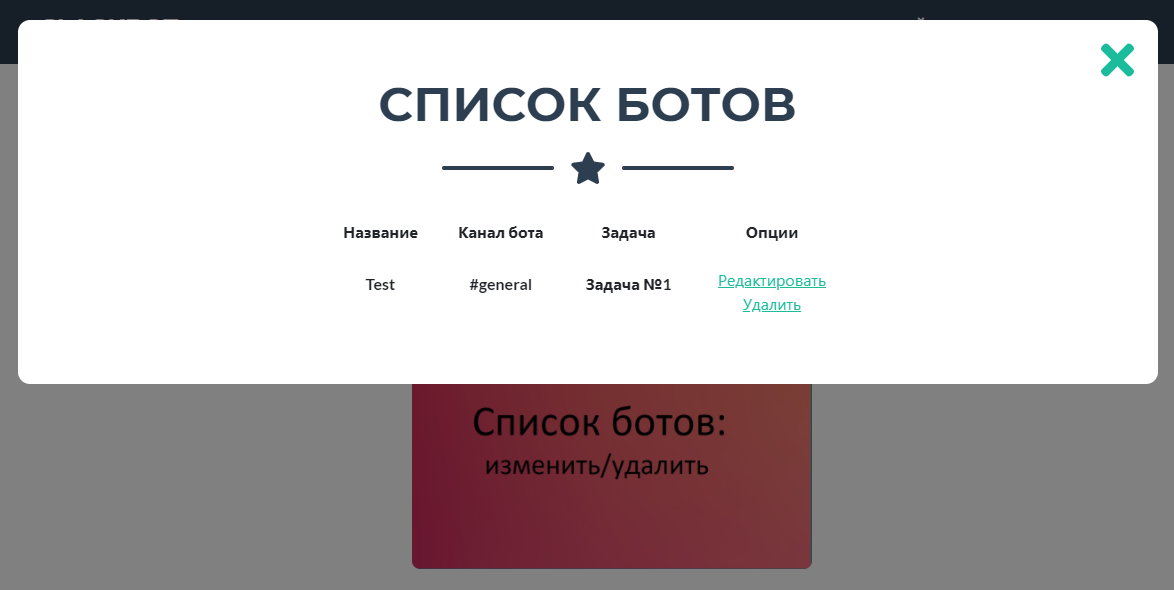 СПИСОК БОТОВ
Название Канал бота Задача Опции
Test #general Задача №1 Редактировать
Удалить
Список ботов:
изменить/удалить